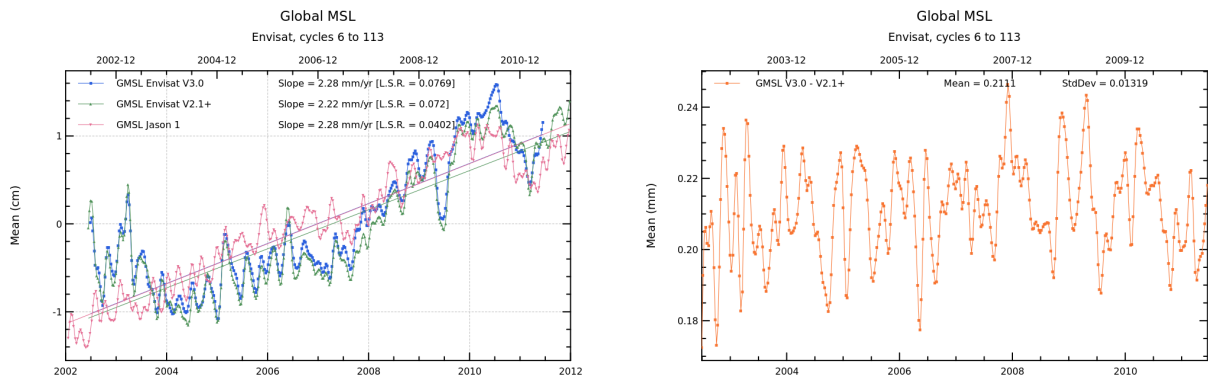 Global MSL
Envisat, cycles 6 to 113
2002-12 2004-12 2006-12 2008-12 2010-12
GMSL Envisat V3.0 Slope = 2.28 mm/yr [L.S.R. = 0.0769]
GMSL Envisat V2.1+ Slope = 2.22 mm/yr [L.S.R. = 0.072]
GMSL Jason 1 Slope = 2.28 mm/yr [L.S.R. = 0.0402]
Mean (cm)
1
0
-1
2002 2004 2006 2008 2010 2012
Global MSL
Envisat, cycles 6 to 113
2003-12 2005-12 2007-12 2009-12
GMSL V3.0 - V2.1+ Mean = 0.2111 StdDev = 0.01319
Mean (mm)
0.24
0.22
0.20
0.18
2004 2006 2008 2010